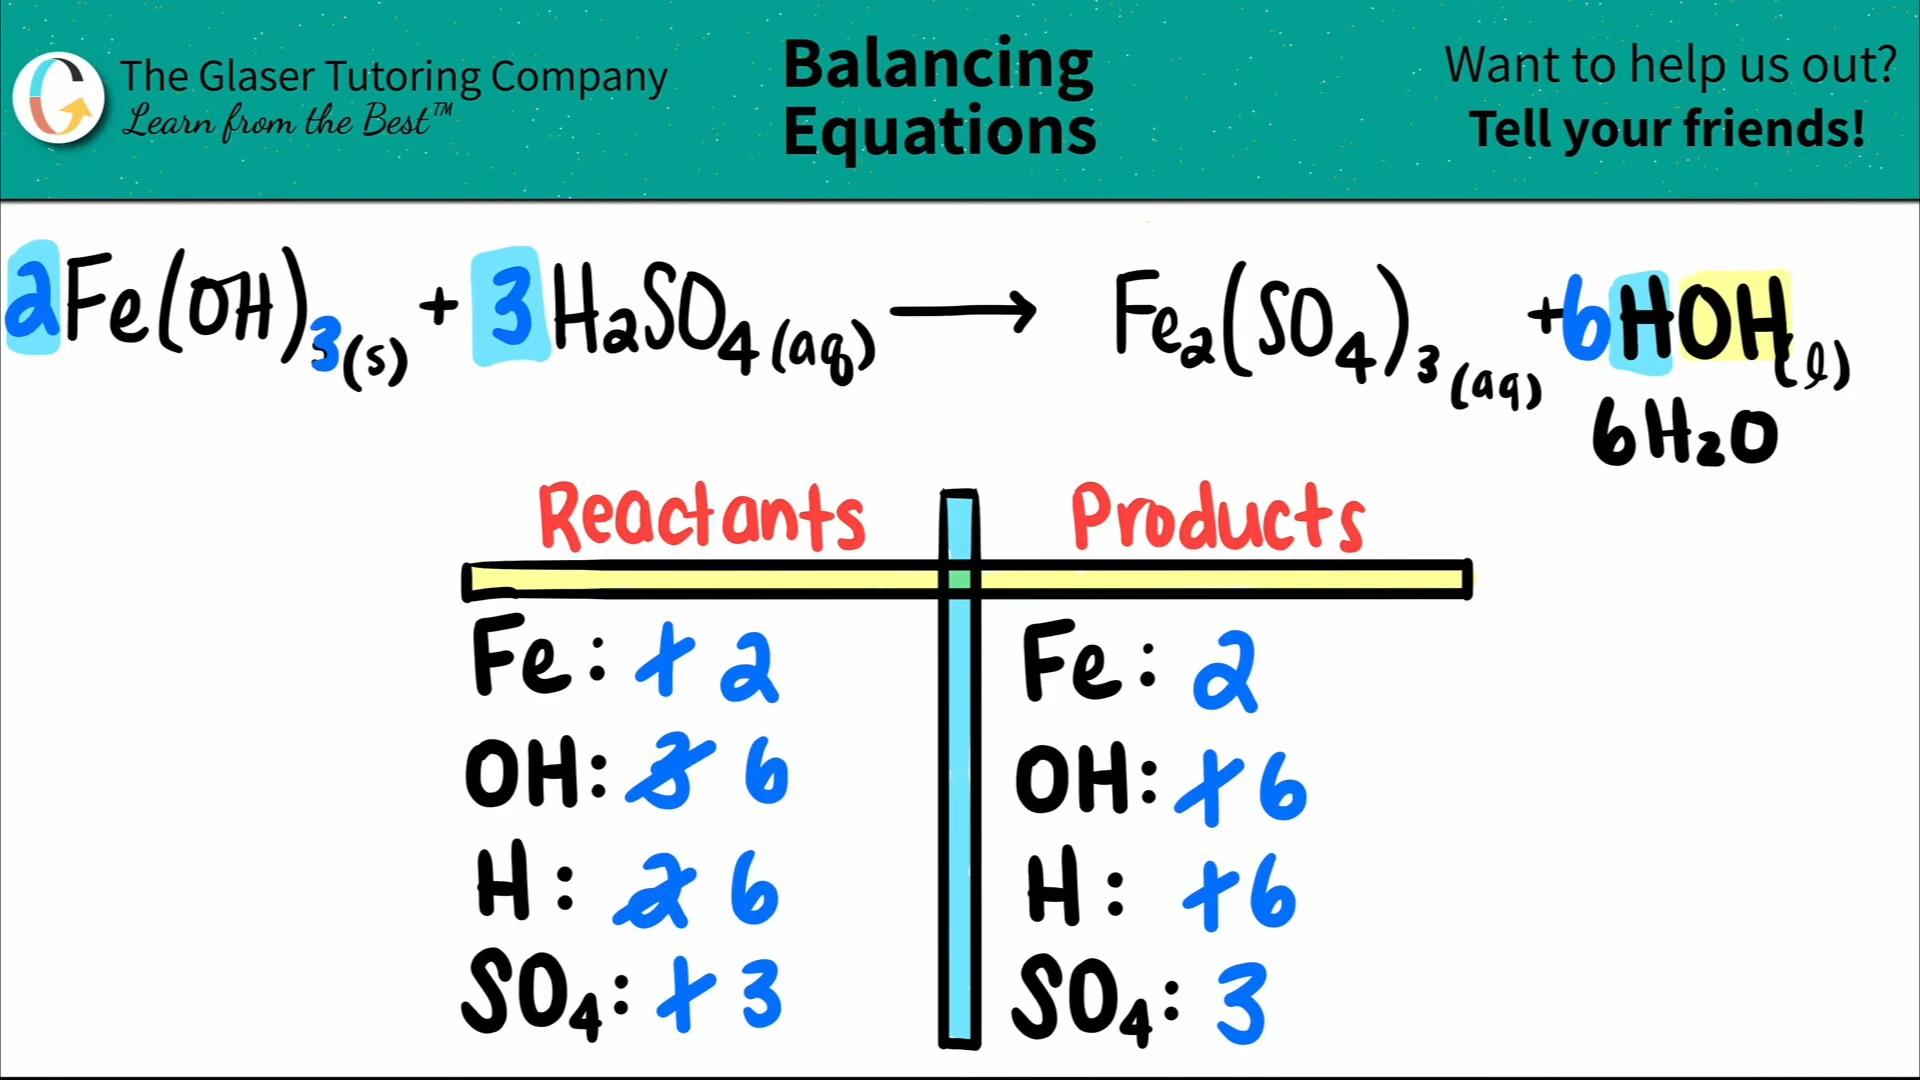 The Glaser Tutoring Company
Learn from the Best™
Balancing
Equations
Want to help us out?
Tell your friends!
2Fe(OH)₃(s) + 3H₂SO₄(aq) ⟶ Fe₂(SO₄)₃(aq) + 6HOH(l)
6H₂O
Reactants Products
Fe: 1 2 Fe: 2
OH: 3 6 OH: 1 6
H: 2 6 H: 1 6
SO₄: 1 3 SO₄: 3